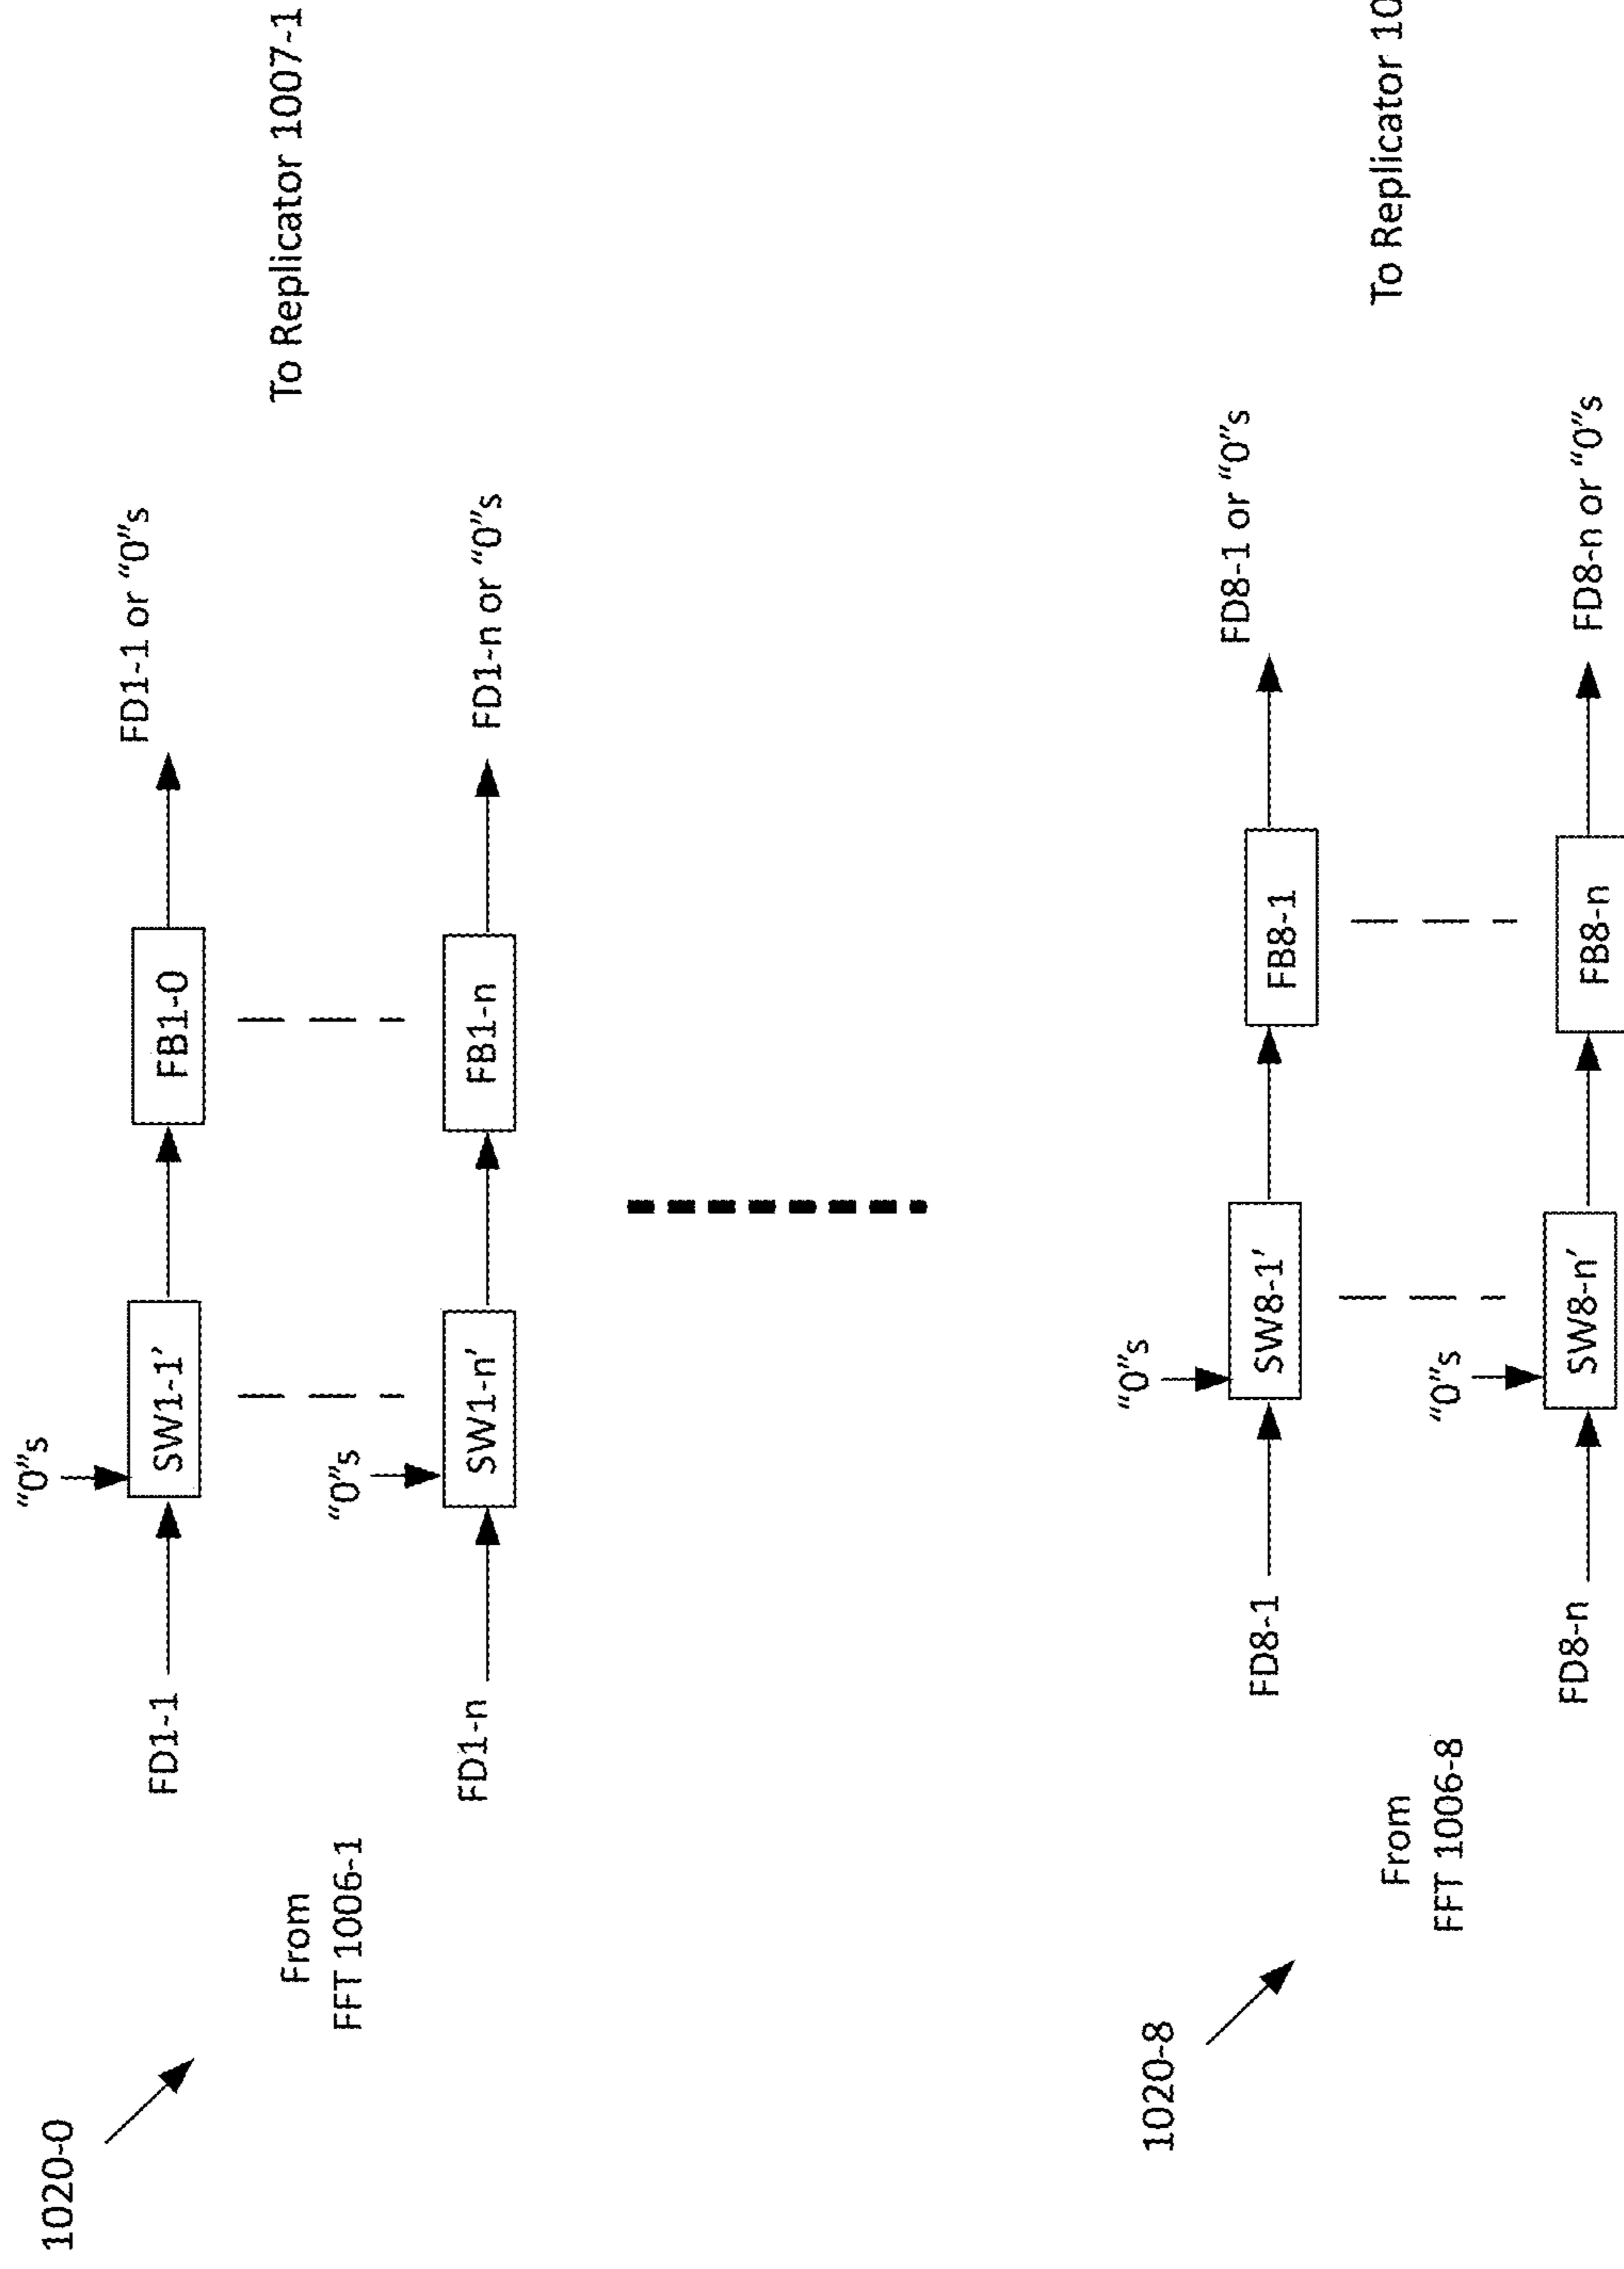 1020-0
"0"s
FD1-1
SW1-1'
FB1-0
FD1-1 or "0"s
From
FFT 1006-1
To Replicator 1007-1
"0"s
FD1-n
SW1-n'
FB1-n
FD1-n or "0"s
1020-8
"0"s
FD8-1
SW8-1'
FB8-1
FD8-1 or "0"s
From
FFT 1006-8
To Replicator 10
"0"s
FD8-n
SW8-n'
FB8-n
FD8-n or "0"s